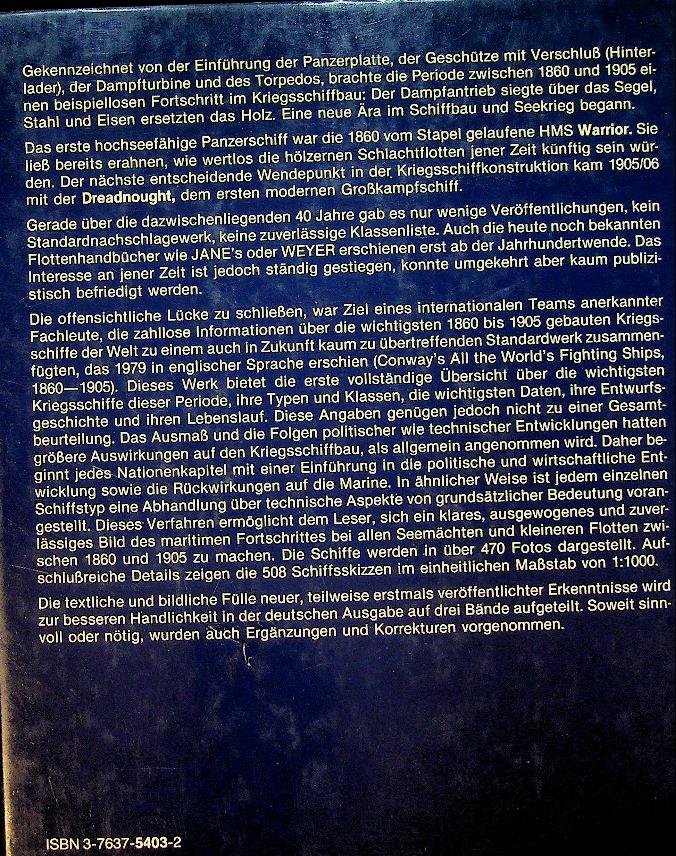 Gekennzeichnet von der Einführung der Panzerplatte, der Geschütze mit Verschluß (Hinter-
lader), der Dampfturbine und des Torpedos, brachte die Periode zwischen 1860 und 1905 ei-
nen beispiellosen Fortschritt im Kriegsschiffbau: Der Dampfantrieb siegte über das Segel,
Stahl und Eisen ersetzten das Holz. Eine neue Ära im Schiffbau und Seekrieg begann.
Das erste hochseefähige Panzerschiff war die 1860 vom Stapel gelaufene HMS Warrior. Sie
ließ bereits erahnen, wie wertlos die hölzernen Schlachtflotten jener Zeit künftig sein wür-
den. Der nächste entscheidende Wendepunkt in der Kriegsschiffkonstruktion kam 1905/06
mit der Dreadnought, dem ersten modernen Großkampfschiff.
Gerade über die dazwischenliegenden 40 Jahre gab es nur wenige Veröffentlichungen, kein
Standardnachschlagewerk, keine zuverlässige Klassenliste. Auch die heute noch bekannten
Flottenhandbücher wie JANE's oder WEYER erschienen erst ab der Jahrhundertwende. Das
Interesse an jener Zeit ist jedoch ständig gestiegen, konnte umgekehrt aber kaum publizi-
stisch befriedigt werden.
Die offensichtliche Lücke zu schließen, war Ziel eines internationalen Teams anerkannter
Fachleute, die zahllose Informationen über die wichtigsten 1860 bis 1905 gebauten Kriegs-
schiffe der Welt zu einem auch in Zukunft kaum zu übertreffenden Standardwerk zusammen-
fügten, das 1979 in englischer Sprache erschien (Conway's All the World's Fighting Ships,
1860—1905). Dieses Werk bietet die erste vollständige Übersicht über die wichtigsten
Kriegsschiffe dieser Periode, ihre Typen und Klassen, die wichtigsten Daten, ihre Entwurfs-
geschichte und ihren Lebenslauf. Diese Angaben genügen jedoch nicht zu einer Gesamt-
beurteilung. Das Ausmaß und die Folgen politischer wie technischer Entwicklungen hatten
größere Auswirkungen auf den Kriegsschiffbau, als allgemein angenommen wird. Daher be-
ginnt jedes Nationenkapitel mit einer Einführung in die politische und wirtschaftliche Ent-
wicklung sowie die Rückwirkungen auf die Marine. In ähnlicher Weise ist jedem einzelnen
Schiffstyp eine Abhandlung über technische Aspekte von grundsätzlicher Bedeutung voran-
gestellt. Dieses Verfahren ermöglicht dem Leser, sich ein klares, ausgewogenes und zuver-
lässiges Bild des maritimen Fortschrittes bei allen Seemächten und kleineren Flotten zwi-
schen 1860 und 1905 zu machen. Die Schiffe werden in über 470 Fotos dargestellt. Auf-
schlußreiche Details zeigen die 508 Schiffsskizzen im einheitlichen Maßstab von 1:1000.
Die textliche und bildliche Fülle neuer, teilweise erstmals veröffentlichter Erkenntnisse wird
zur besseren Handlichkeit in der deutschen Ausgabe auf drei Bände aufgeteilt. Soweit sinn-
voll oder nötig, wurden auch Ergänzungen und Korrekturen vorgenommen.
ISBN 3-7637-5403-2